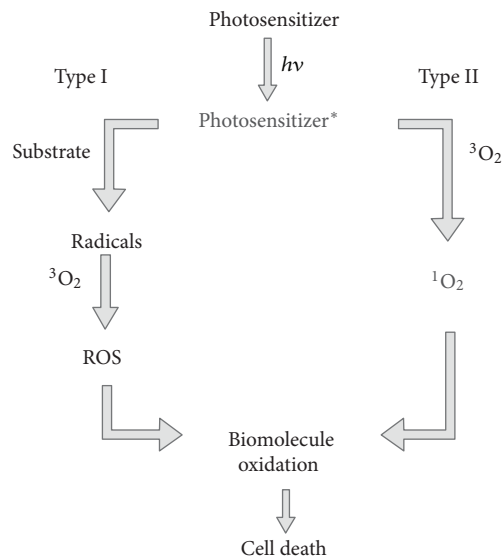 Photosensitizer
hν
Type I
Type II
Photosensitizer*
Substrate
³O₂
Radicals
³O₂
¹O₂
ROS
Biomolecule
oxidation
Cell death